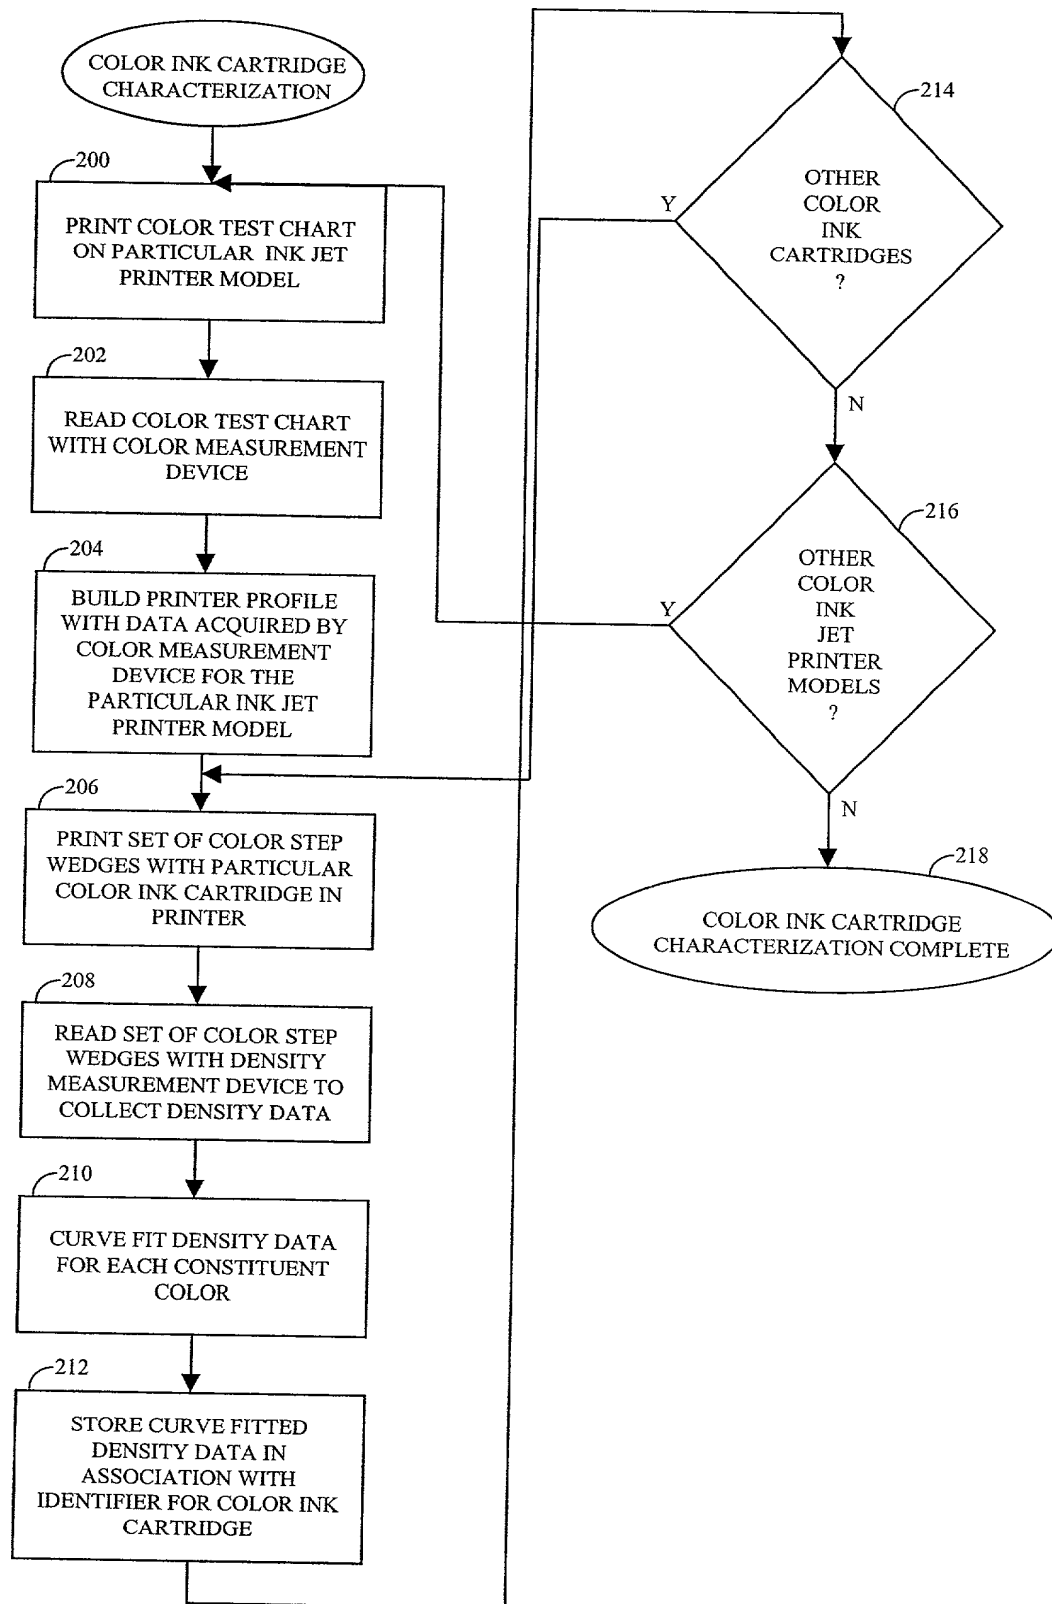 COLOR INK CARTRIDGE
CHARACTERIZATION
200
PRINT COLOR TEST CHART
ON PARTICULAR INK JET
PRINTER MODEL
202
READ COLOR TEST CHART
WITH COLOR MEASUREMENT
DEVICE
204
BUILD PRINTER PROFILE
WITH DATA ACQUIRED BY
COLOR MEASUREMENT
DEVICE FOR THE
PARTICULAR INK JET
PRINTER MODEL
206
PRINT SET OF COLOR STEP
WEDGES WITH PARTICULAR
COLOR INK CARTRIDGE IN
PRINTER
208
READ SET OF COLOR STEP
WEDGES WITH DENSITY
MEASUREMENT DEVICE TO
COLLECT DENSITY DATA
210
CURVE FIT DENSITY DATA
FOR EACH CONSTITUENT
COLOR
212
STORE CURVE FITTED
DENSITY DATA IN
ASSOCIATION WITH
IDENTIFIER FOR COLOR INK
CARTRIDGE
214
OTHER
COLOR
INK
CARTRIDGES
?
Y
N
216
OTHER
COLOR
INK
JET
PRINTER
MODELS
?
Y
N
218
COLOR INK CARTRIDGE
CHARACTERIZATION COMPLETE